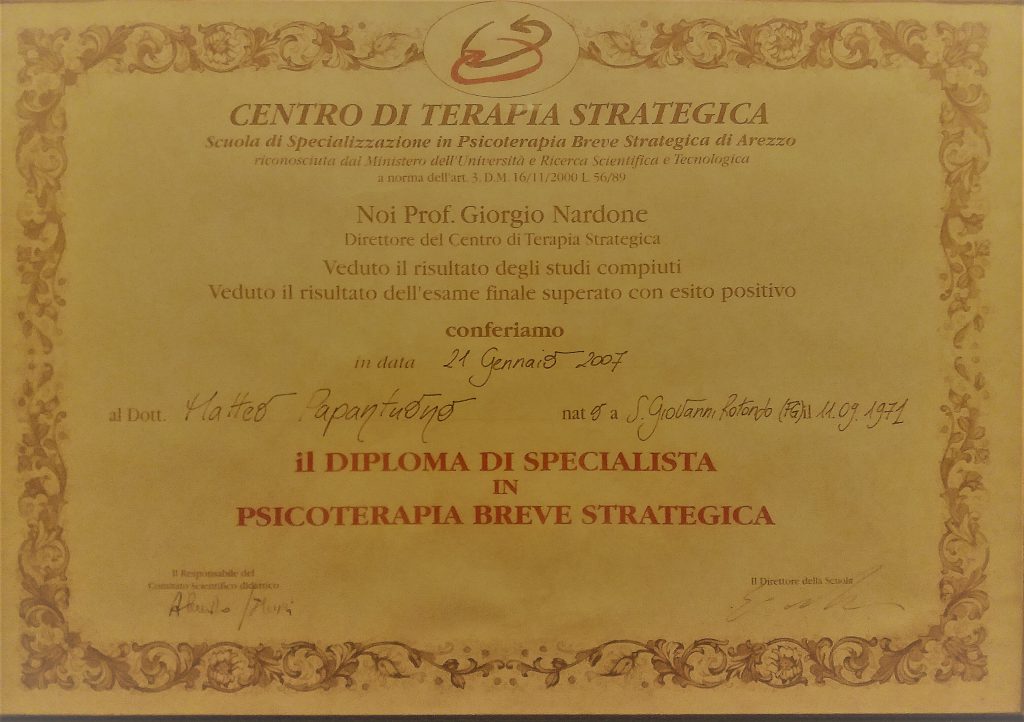 CENTRO DI TERAPIA STRATEGICA
Scuola di Specializzazione in Psicoterapia Breve Strategica di Arezzo
riconosciuta dal Ministero dell'Università e Ricerca Scientifica e Tecnologica
a norma dell'art. 3. D.M. 16/11/2000 L 56/89
Noi Prof. Giorgio Nardone
Direttore del Centro di Terapia Strategica
Veduto il risultato degli studi compiuti
Veduto il risultato dell'esame finale superato con esito positivo
conferiamo
in data 21 Gennaio 2007
al Dott. Matteo Papantuono nato a S. Giovanni Rotondo (FG) il 11.09.1971
il DIPLOMA DI SPECIALISTA
IN
PSICOTERAPIA BREVE STRATEGICA
Il Responsabile del
Comitato Scientifico didattico
Il Direttore della Scuola